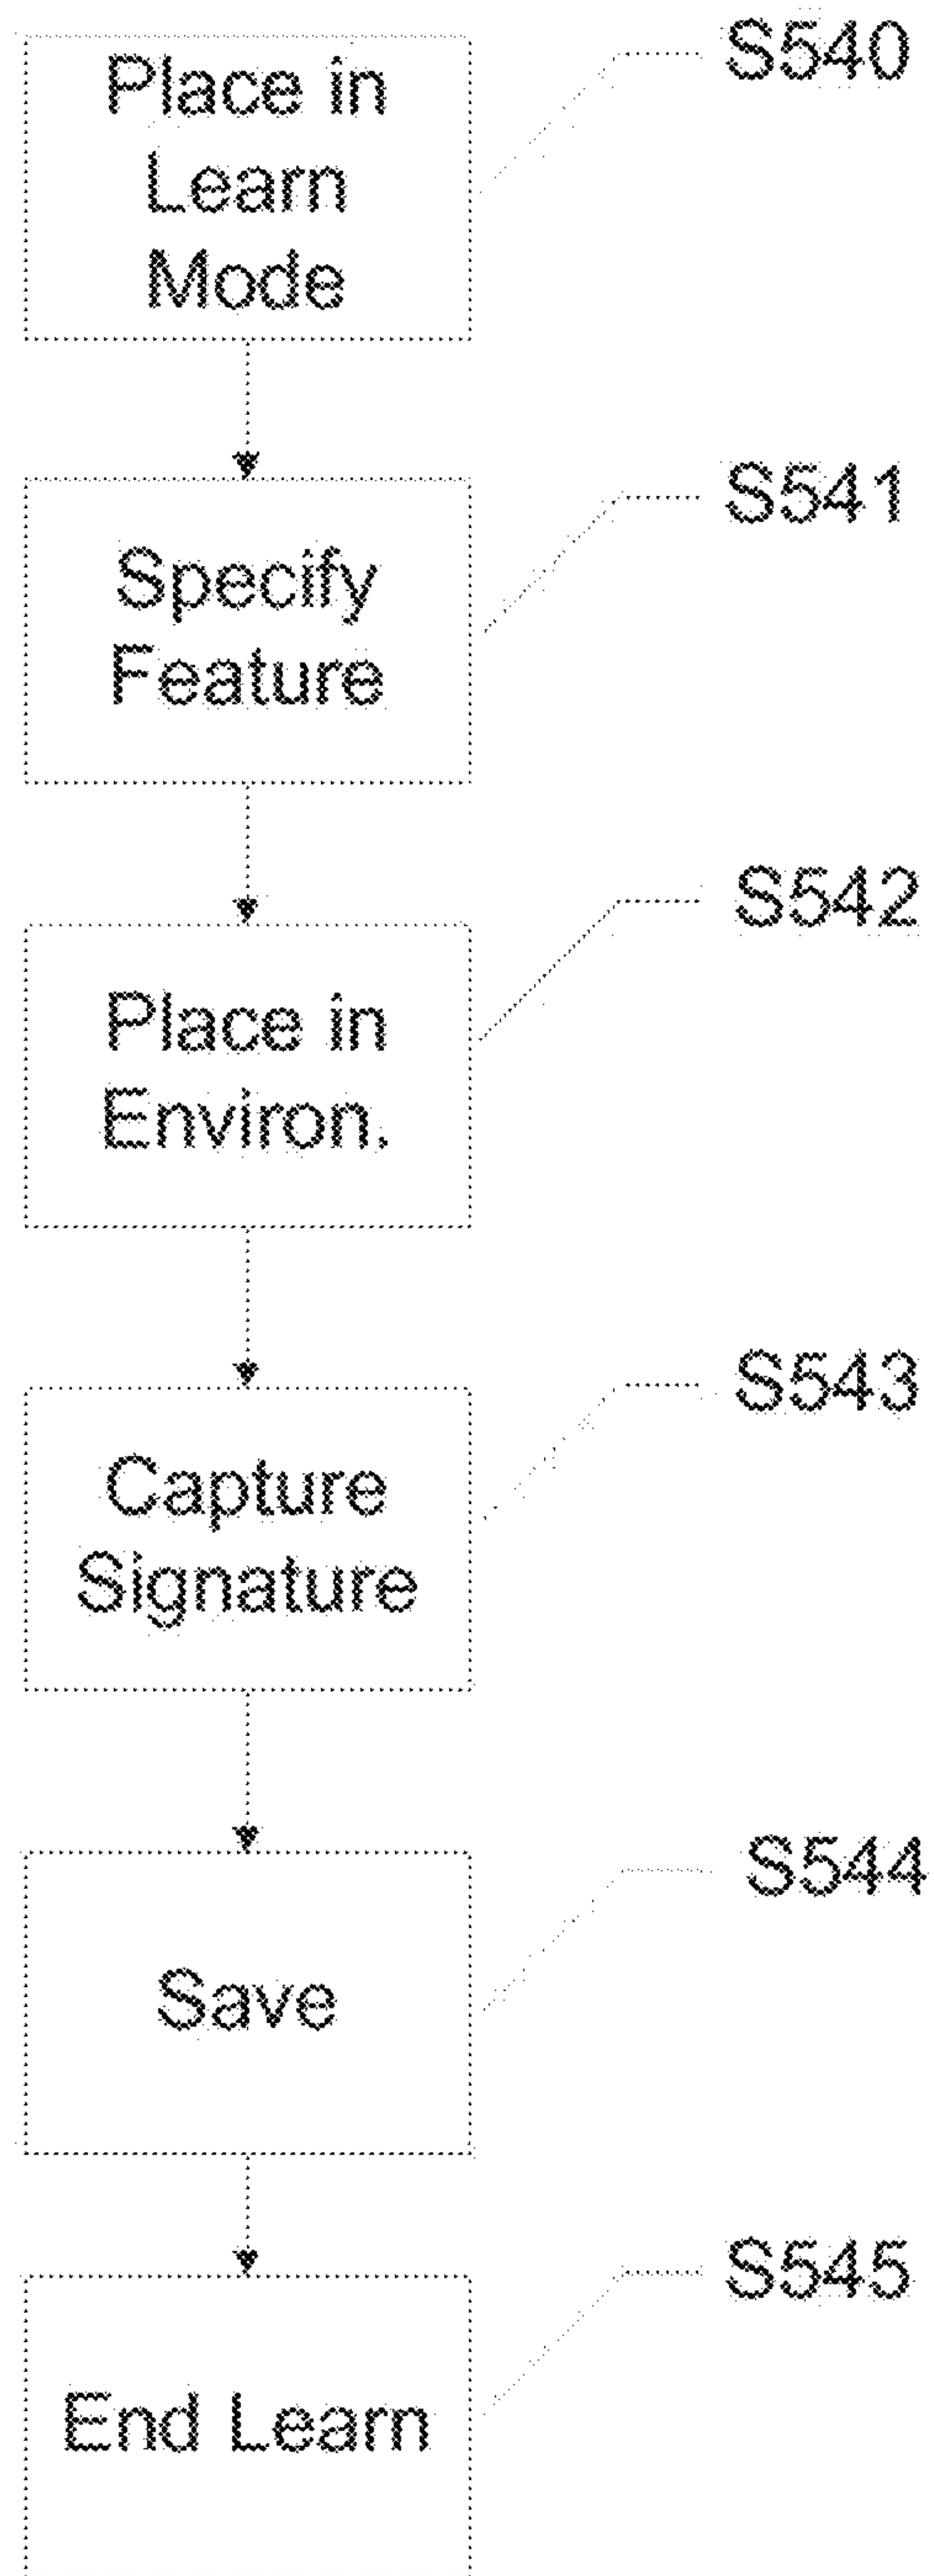 Place in
Learn
Mode
S540
Specify
Feature
S541
Place in
Environ.
S542
Capture
Signature
S543
Save
S544
End Learn
S545